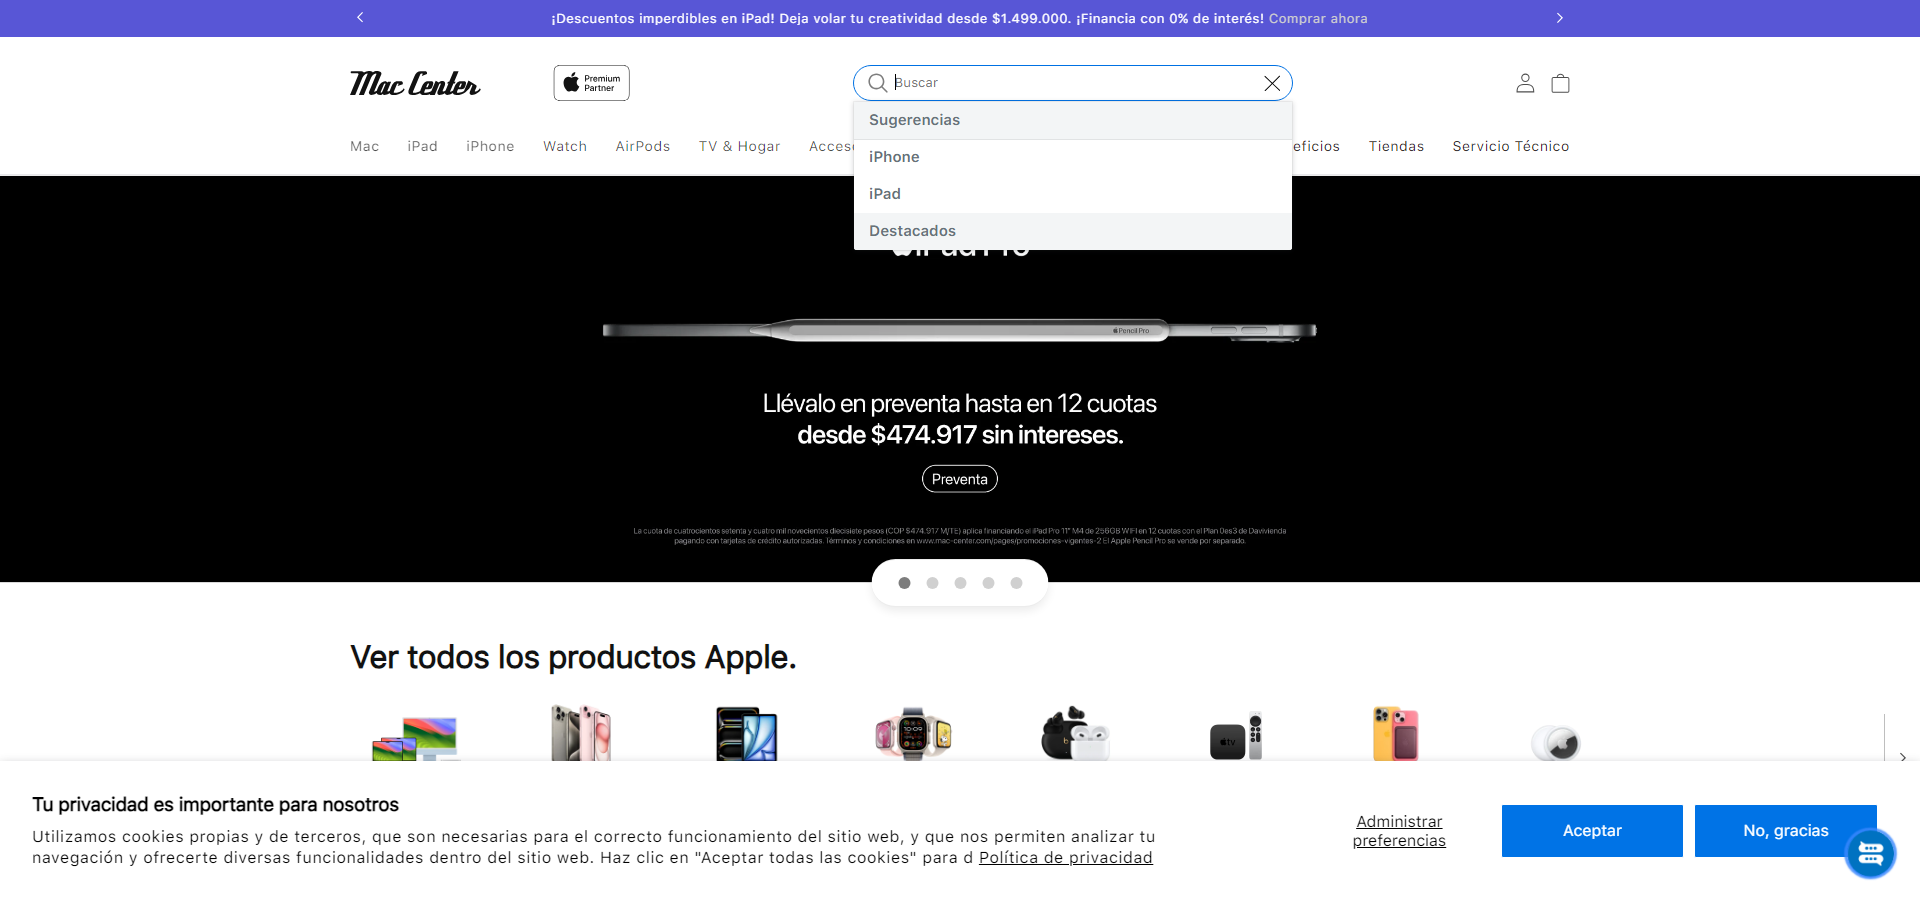 ¡Descuentos imperdibles en iPad! Deja volar tu creatividad desde $1.499.000. ¡Financia con 0% de interés! Comprar ahora
Mac Center
Premium
Partner
Buscar
Mac iPad iPhone Watch AirPods TV & Hogar Acces eficios Tiendas Servicio Técnico
Sugerencias
iPhone
iPad
Destacados
iPad Pro
Pencil Pro
Llévalo en preventa hasta en 12 cuotas
desde $474.917 sin intereses.
Preventa
La cuota de cuatrocientos setenta y cuatro mil novecientos diecisiete pesos (COP $474.917 M/TE) aplica financiando el iPad Pro 11" M4 de 256GB WIFI en 12 cuotas con el Plan 0es3 de Davivienda
pagando con tarjetas de crédito autorizadas. Términos y condiciones en www.mac-center.com/pages/promociones-vigentes-2 El Apple Pencil Pro se vende por separado.
Ver todos los productos Apple.
10:09
tv
Tu privacidad es importante para nosotros
Utilizamos cookies propias y de terceros, que son necesarias para el correcto funcionamiento del sitio web, y que nos permiten analizar tu
navegación y ofrecerte diversas funcionalidades dentro del sitio web. Haz clic en "Aceptar todas las cookies" para d Política de privacidad
Administrar
preferencias
Aceptar
No, gracias